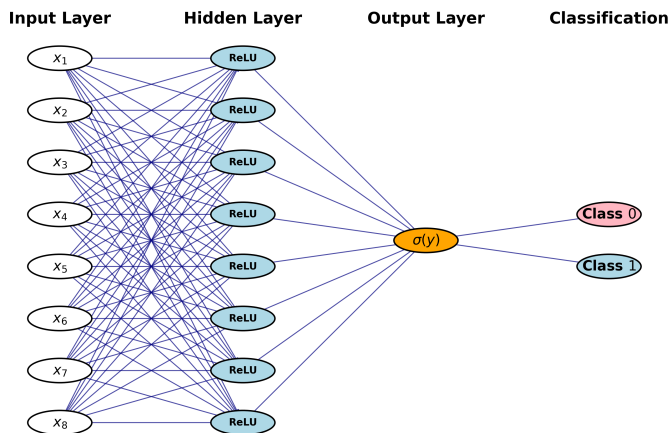 Input Layer Hidden Layer Output Layer Classification
x₁ ReLU
x₂ ReLU
x₃ ReLU
x₄ ReLU Class 0
σ(y)
x₅ ReLU Class 1
x₆ ReLU
x₇ ReLU
x₈ ReLU